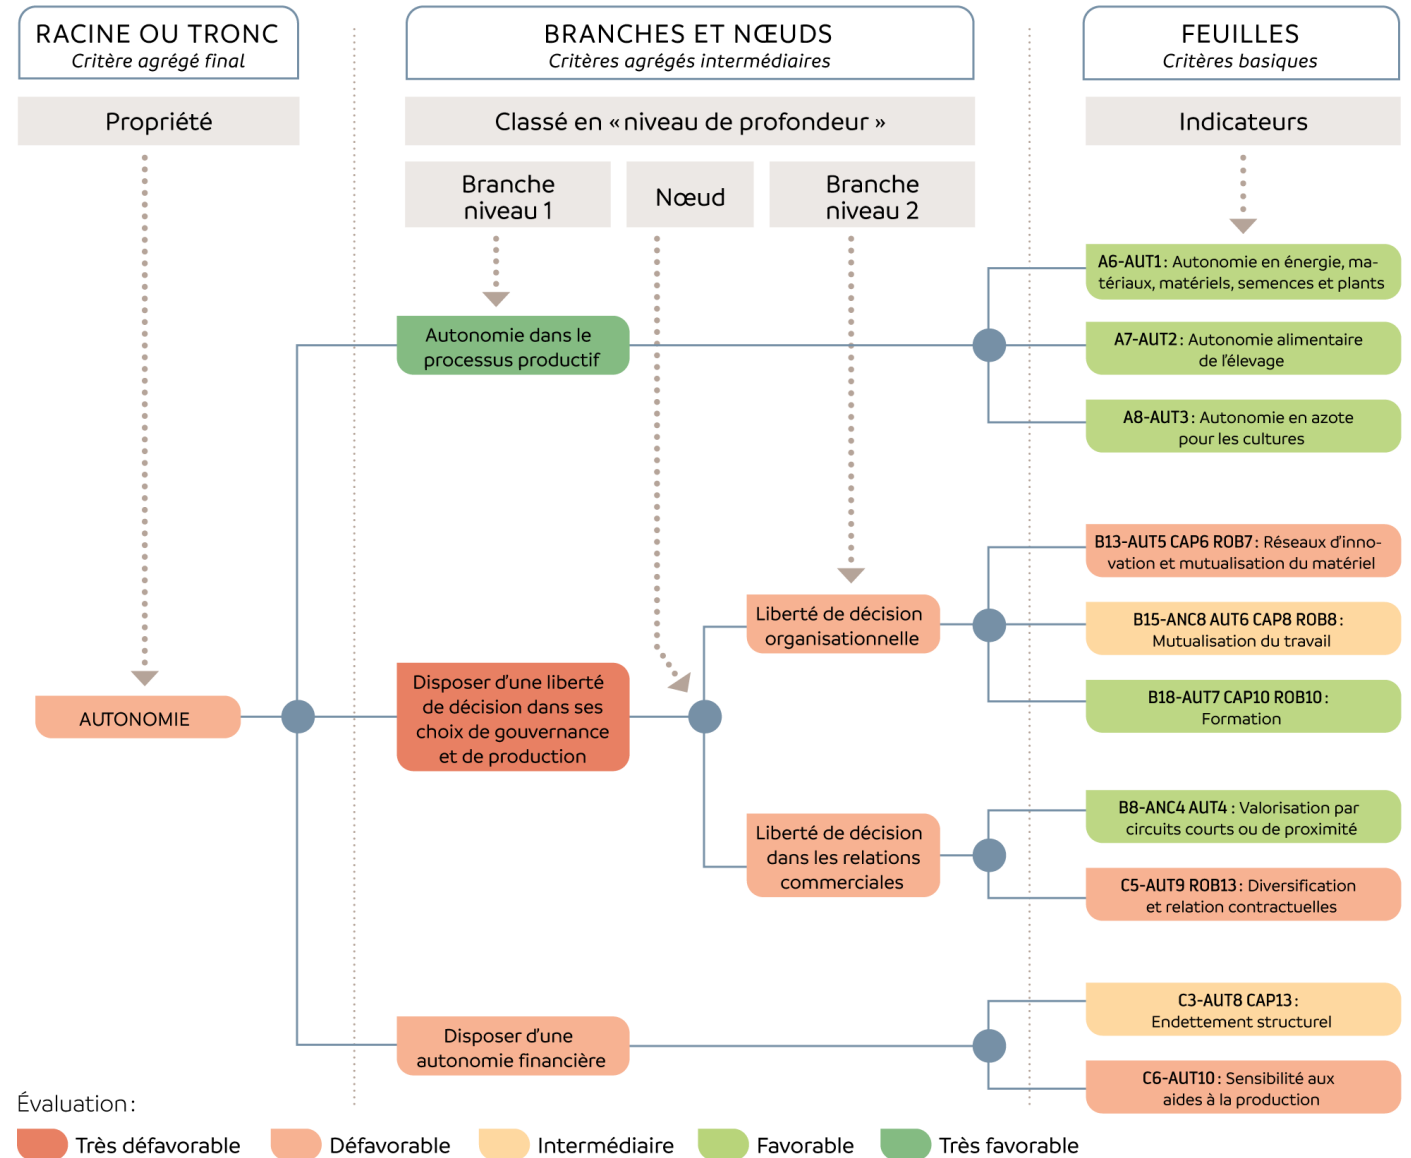 RACINE OU TRONC
Critère agrégé final
BRANCHES ET NŒUDS
Critères agrégés intermédiaires
FEUILLES
Critères basiques
Propriété
Classé en « niveau de profondeur »
Indicateurs
Branche
niveau 1
Nœud
Branche
niveau 2
A6-AUT1 : Autonomie en énergie, ma-
tériaux, matériels, semences et plants
Autonomie dans le
processus productif
A7-AUT2 : Autonomie alimentaire
de l'élevage
A8-AUT3 : Autonomie en azote
pour les cultures
B13-AUT5 CAP6 ROB7 : Réseaux d'inno-
vation et mutualisation du matériel
Liberté de décision
organisationnelle
B15-ANC8 AUT6 CAP8 ROB8 :
Mutualisation du travail
B18-AUT7 CAP10 ROB10 :
Formation
AUTONOMIE
Disposer d'une liberté
de décision dans ses
choix de gouvernance
et de production
Liberté de décision
dans les relations
commerciales
B8-ANC4 AUT4 : Valorisation par
circuits courts ou de proximité
C5-AUT9 ROB13 : Diversification
et relation contractuelles
Disposer d'une
autonomie financière
C3-AUT8 CAP13 :
Endettement structurel
C6-AUT10 : Sensibilité aux
aides à la production
Évaluation :
Très défavorable
Défavorable
Intermédiaire
Favorable
Très favorable